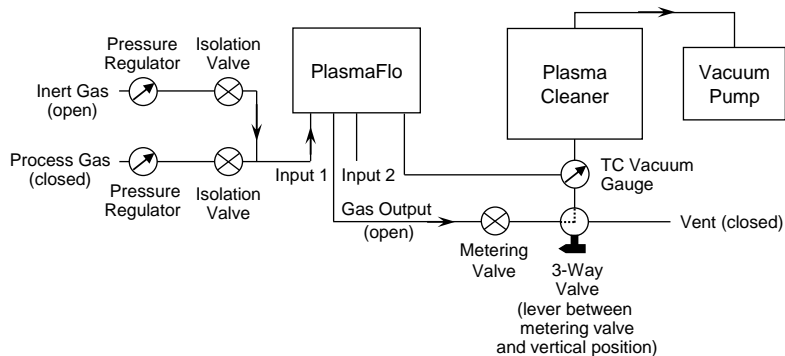 Pressure
Regulator
Isolation
Valve
PlasmaFlo
Plasma
Cleaner
Vacuum
Pump
Inert Gas
(open)
Process Gas
(closed)
Pressure
Regulator
Isolation
Valve
Input 1
Input 2
TC Vacuum
Gauge
Gas Output
(open)
Metering
Valve
Vent (closed)
3-Way
Valve
(lever between
metering valve
and vertical position)